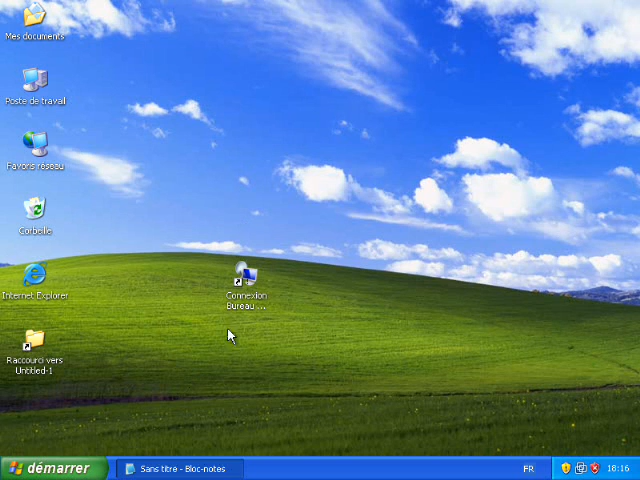 Mes documents
Poste de travail
Favoris réseau
Corbeille
Internet Explorer
Raccourci vers
Untitled-1
Connexion
Bureau ...
démarrer
Sans titre - Bloc-notes
FR
18:16